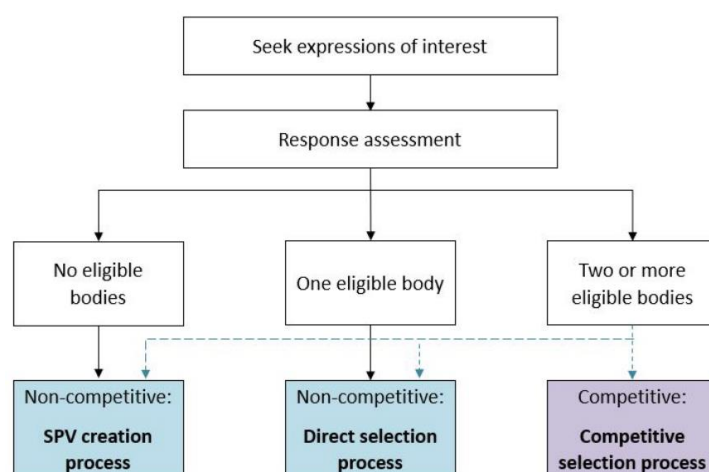 Seek expressions of interest
Response assessment
No eligible
bodies
One eligible body
Two or more
eligible bodies
Non-competitive:
SPV creation
process
Non-competitive:
Direct selection
process
Competitive:
Competitive
selection process